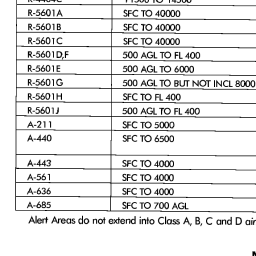 R-4404C 11500 TO 14500
R-5601A SFC TO 40000
R-5601B SFC TO 40000
R-5601C SFC TO 40000
R-5601D,F 500 AGL TO FL 400
R-5601E 500 AGL TO 6000
R-5601G 500 AGL TO BUT NOT INCL 8000
R-5601H SFC TO FL 400
R-5601J 500 AGL TO FL 400
A-211 SFC TO 5000
A-440 SFC TO 6500
A-443 SFC TO 4000
A-561 SFC TO 4000
A-636 SFC TO 4000
A-685 SFC TO 700 AGL
Alert Areas do not extend into Class A, B, C and D air